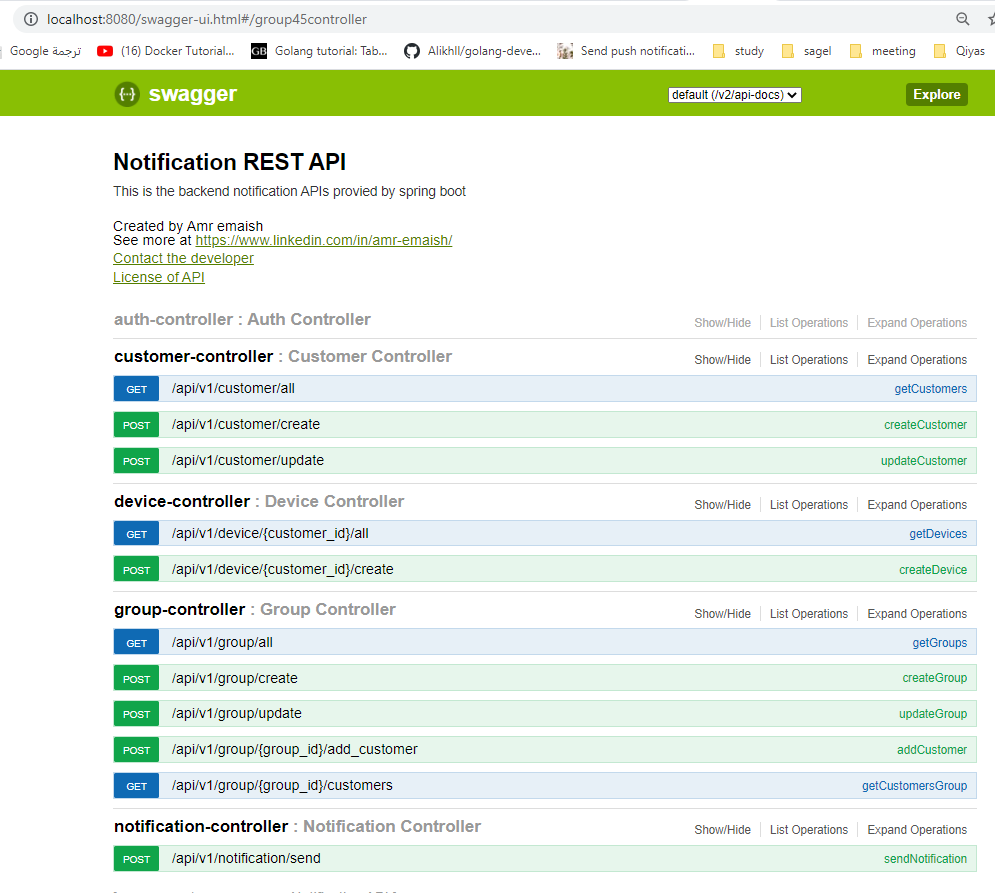 localhost:8080/swagger-ui.html#/group45controller
Google ترجمة
(16) Docker Tutorial...
GB Golang tutorial: Tab...
Alikhll/golang-deve...
Send push notificati...
study
sagel
meeting
Qiyas
{··} swagger
default (/v2/api-docs)
Explore
Notification REST API
This is the backend notification APIs provied by spring boot
Created by Amr emaish
See more at https://www.linkedin.com/in/amr-emaish/
Contact the developer
License of API
auth-controller : Auth Controller Show/Hide List Operations Expand Operations
customer-controller : Customer Controller Show/Hide List Operations Expand Operations
GET /api/v1/customer/all getCustomers
POST /api/v1/customer/create createCustomer
POST /api/v1/customer/update updateCustomer
device-controller : Device Controller Show/Hide List Operations Expand Operations
GET /api/v1/device/{customer_id}/all getDevices
POST /api/v1/device/{customer_id}/create createDevice
group-controller : Group Controller Show/Hide List Operations Expand Operations
GET /api/v1/group/all getGroups
POST /api/v1/group/create createGroup
POST /api/v1/group/update updateGroup
POST /api/v1/group/{group_id}/add_customer addCustomer
GET /api/v1/group/{group_id}/customers getCustomersGroup
notification-controller : Notification Controller Show/Hide List Operations Expand Operations
POST /api/v1/notification/send sendNotification